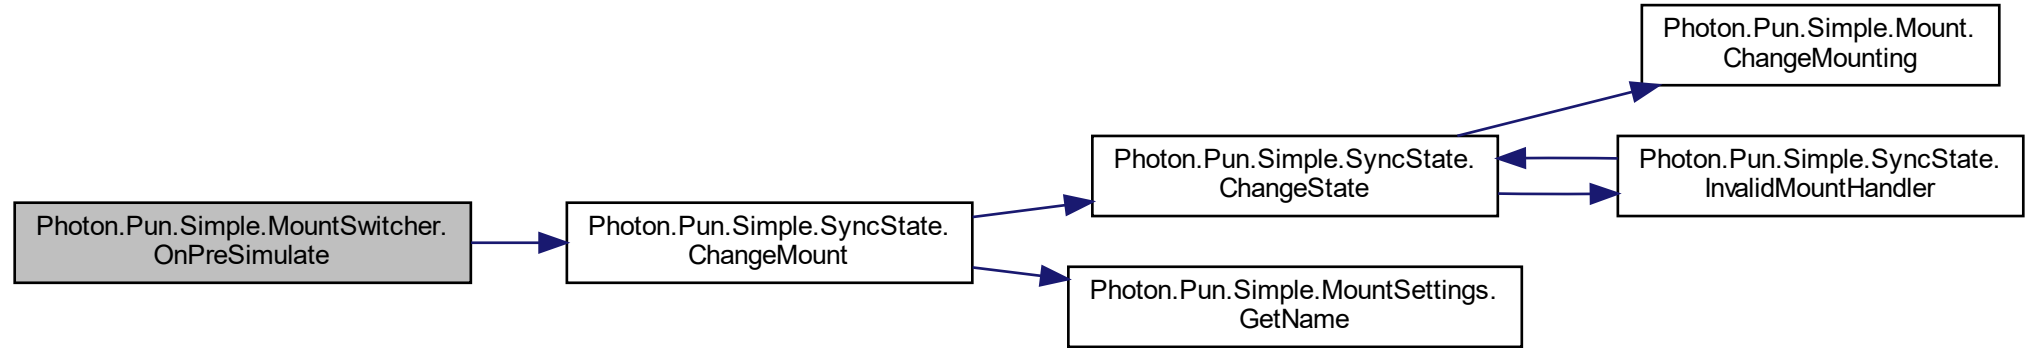 Photon.Pun.Simple.MountSwitcher.
OnPreSimulate
Photon.Pun.Simple.SyncState.
ChangeMount
Photon.Pun.Simple.SyncState.
ChangeState
Photon.Pun.Simple.Mount.
ChangeMounting
Photon.Pun.Simple.SyncState.
InvalidMountHandler
Photon.Pun.Simple.MountSettings.
GetName